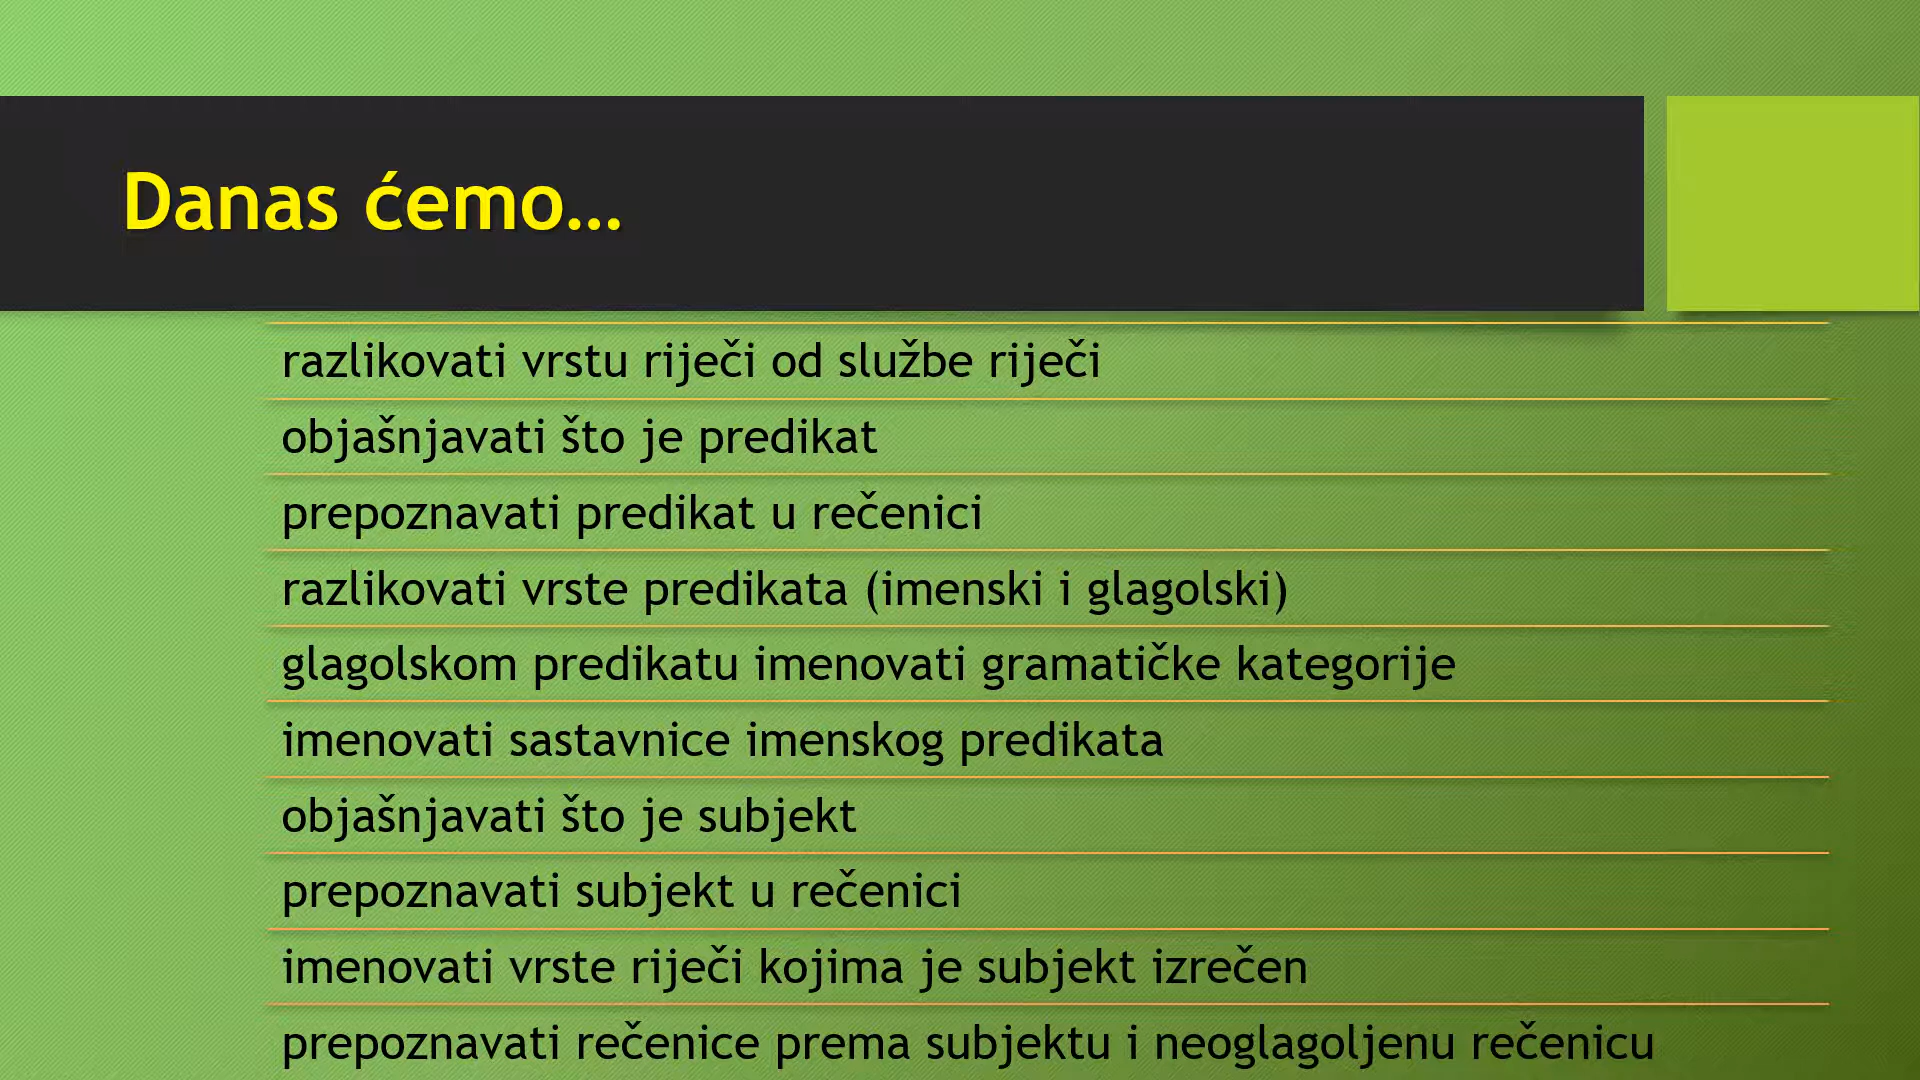 Danas ćemo…
razlikovati vrstu riječi od službe riječi
objašnjavati što je predikat
prepoznavati predikat u rečenici
razlikovati vrste predikata (imenski i glagolski)
glagolskom predikatu imenovati gramatičke kategorije
imenovati sastavnice imenskog predikata
objašnjavati što je subjekt
prepoznavati subjekt u rečenici
imenovati vrste riječi kojima je subjekt izrečen
prepoznavati rečenice prema subjektu i neoglagoljenu rečenicu